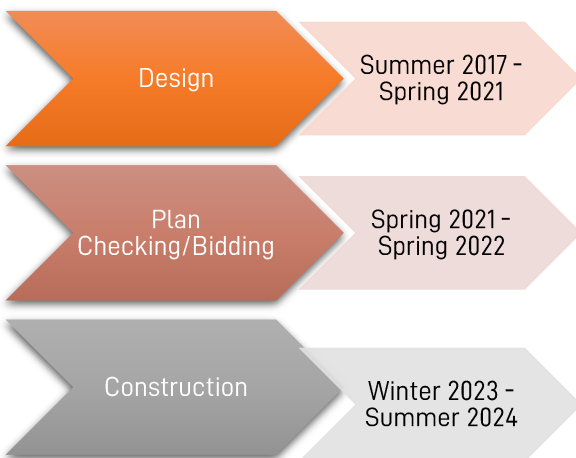 Design
Summer 2017 -
Spring 2021
Plan
Checking/Bidding
Spring 2021 -
Spring 2022
Construction
Winter 2023 -
Summer 2024